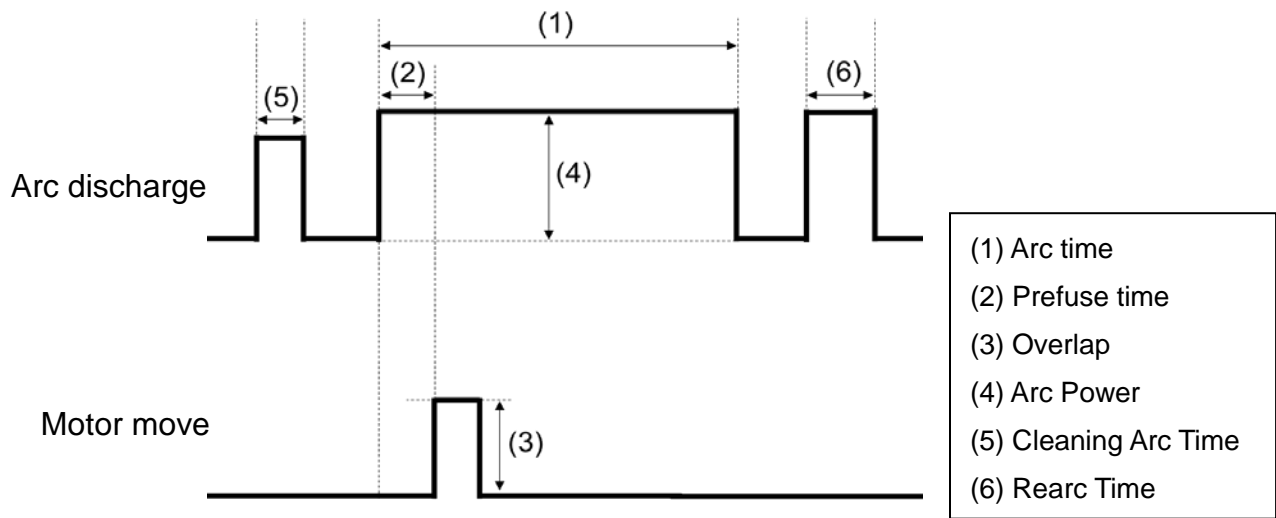 (1)
(2)
(6)
(5)
(4)
Arc discharge
(1) Arc time
(2) Prefuse time
(3) Overlap
(4) Arc Power
(5) Cleaning Arc Time
(6) Rearc Time
Motor move
(3)